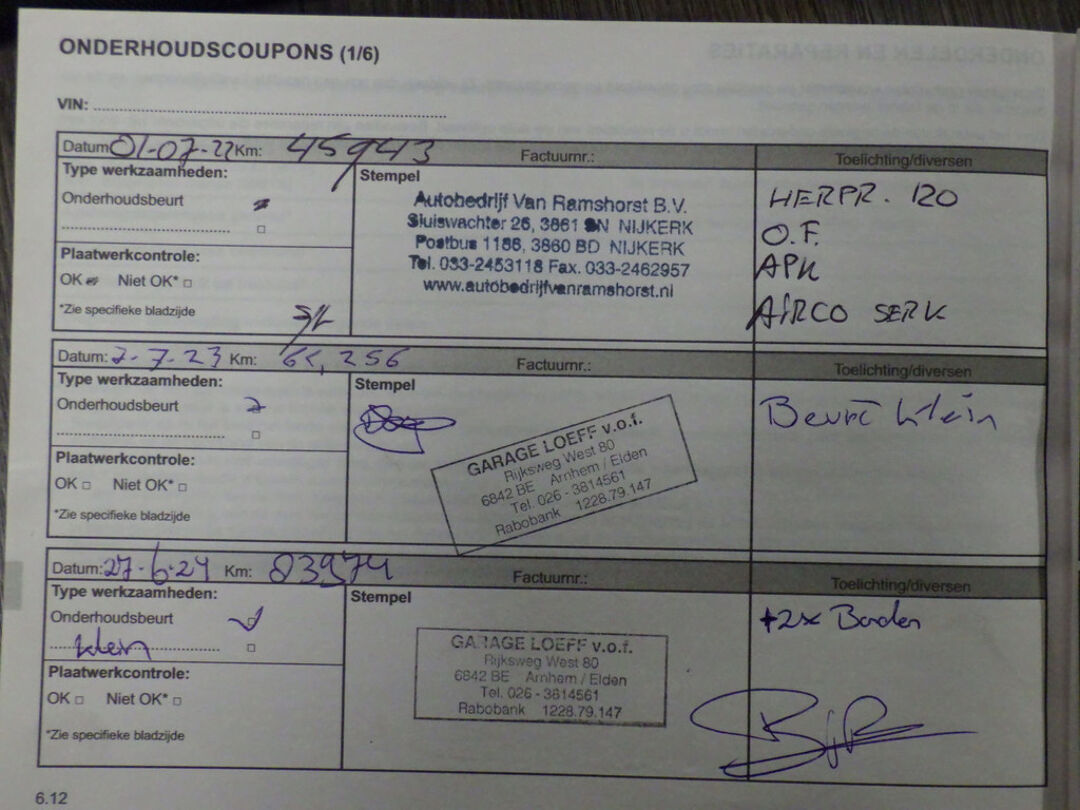 ONDERHOUDSCOUPONS (1/6)
VIN:
Datum 01-07-22 Km: 45943 Factuurnr.: Toelichting/diversen
Type werkzaamheden:
Onderhoudsbeurt
Plaatwerkcontrole:
OK Niet OK*
*Zie specifieke bladzijde
Stempel
Autobedrijf Van Ramshorst B.V.
Sluiswachter 26, 3861 SN NIJKERK
Postbus 1186, 3860 BD NIJKERK
Tel. 033-2453118 Fax. 033-2462957
www.autobedrijfvanramshorst.nl
HERPR. 120
O.F.
APK
AIRCO SERV
Datum: 2-7-23 Km: 256 Factuurnr.: Toelichting/diversen
Type werkzaamheden:
Onderhoudsbeurt
Plaatwerkcontrole:
OK Niet OK*
*Zie specifieke bladzijde
Stempel
GARAGE LOEFF v.o.f.
Rijksweg West 80
6842 BE Arnhem / Elden
Tel. 026 - 3814561
Rabobank 1228.79.147
Beurt klein
Datum: 27-6-24 Km: 83974 Factuurnr.: Toelichting/diversen
Type werkzaamheden:
Onderhoudsbeurt
klein
Plaatwerkcontrole:
OK Niet OK*
*Zie specifieke bladzijde
Stempel
GARAGE LOEFF v.o.f.
Rijksweg West 80
6842 BE Arnhem / Elden
Tel. 026 - 3814561
Rabobank 1228.79.147
+2x Banden
6.12